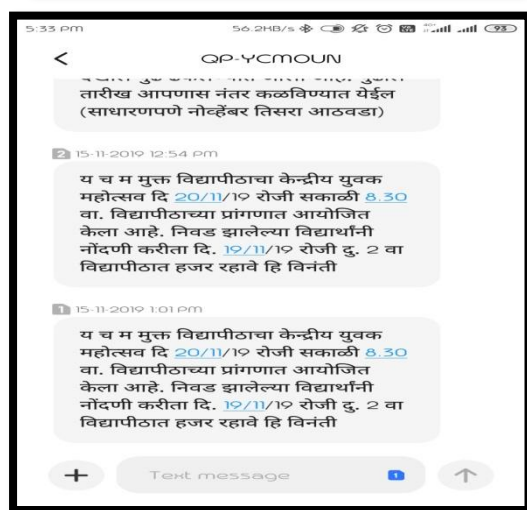 5:33 PM 56.2KB/s 4G+ 93
QP-YCMOUN
तारीख आपणास नंतर कळविण्यात येईल
(साधारणपणे नोव्हेंबर तिसरा आठवडा)
2 15-11-2019 12:54 PM
य च म मुक्त विद्यापीठाचा केन्द्रीय युवक
महोत्सव दि 20/11/19 रोजी सकाळी 8.30
वा. विद्यापीठाच्या प्रांगणात आयोजित
केला आहे. निवड झालेल्या विद्यार्थांनी
नोंदणी करीता दि. 19/11/19 रोजी दु. 2 वा
विद्यापीठात हजर रहावे हि विनंती
1 15-11-2019 1:01 PM
य च म मुक्त विद्यापीठाचा केन्द्रीय युवक
महोत्सव दि 20/11/19 रोजी सकाळी 8.30
वा. विद्यापीठाच्या प्रांगणात आयोजित
केला आहे. निवड झालेल्या विद्यार्थांनी
नोंदणी करीता दि. 19/11/19 रोजी दु. 2 वा
विद्यापीठात हजर रहावे हि विनंती
Text message 1